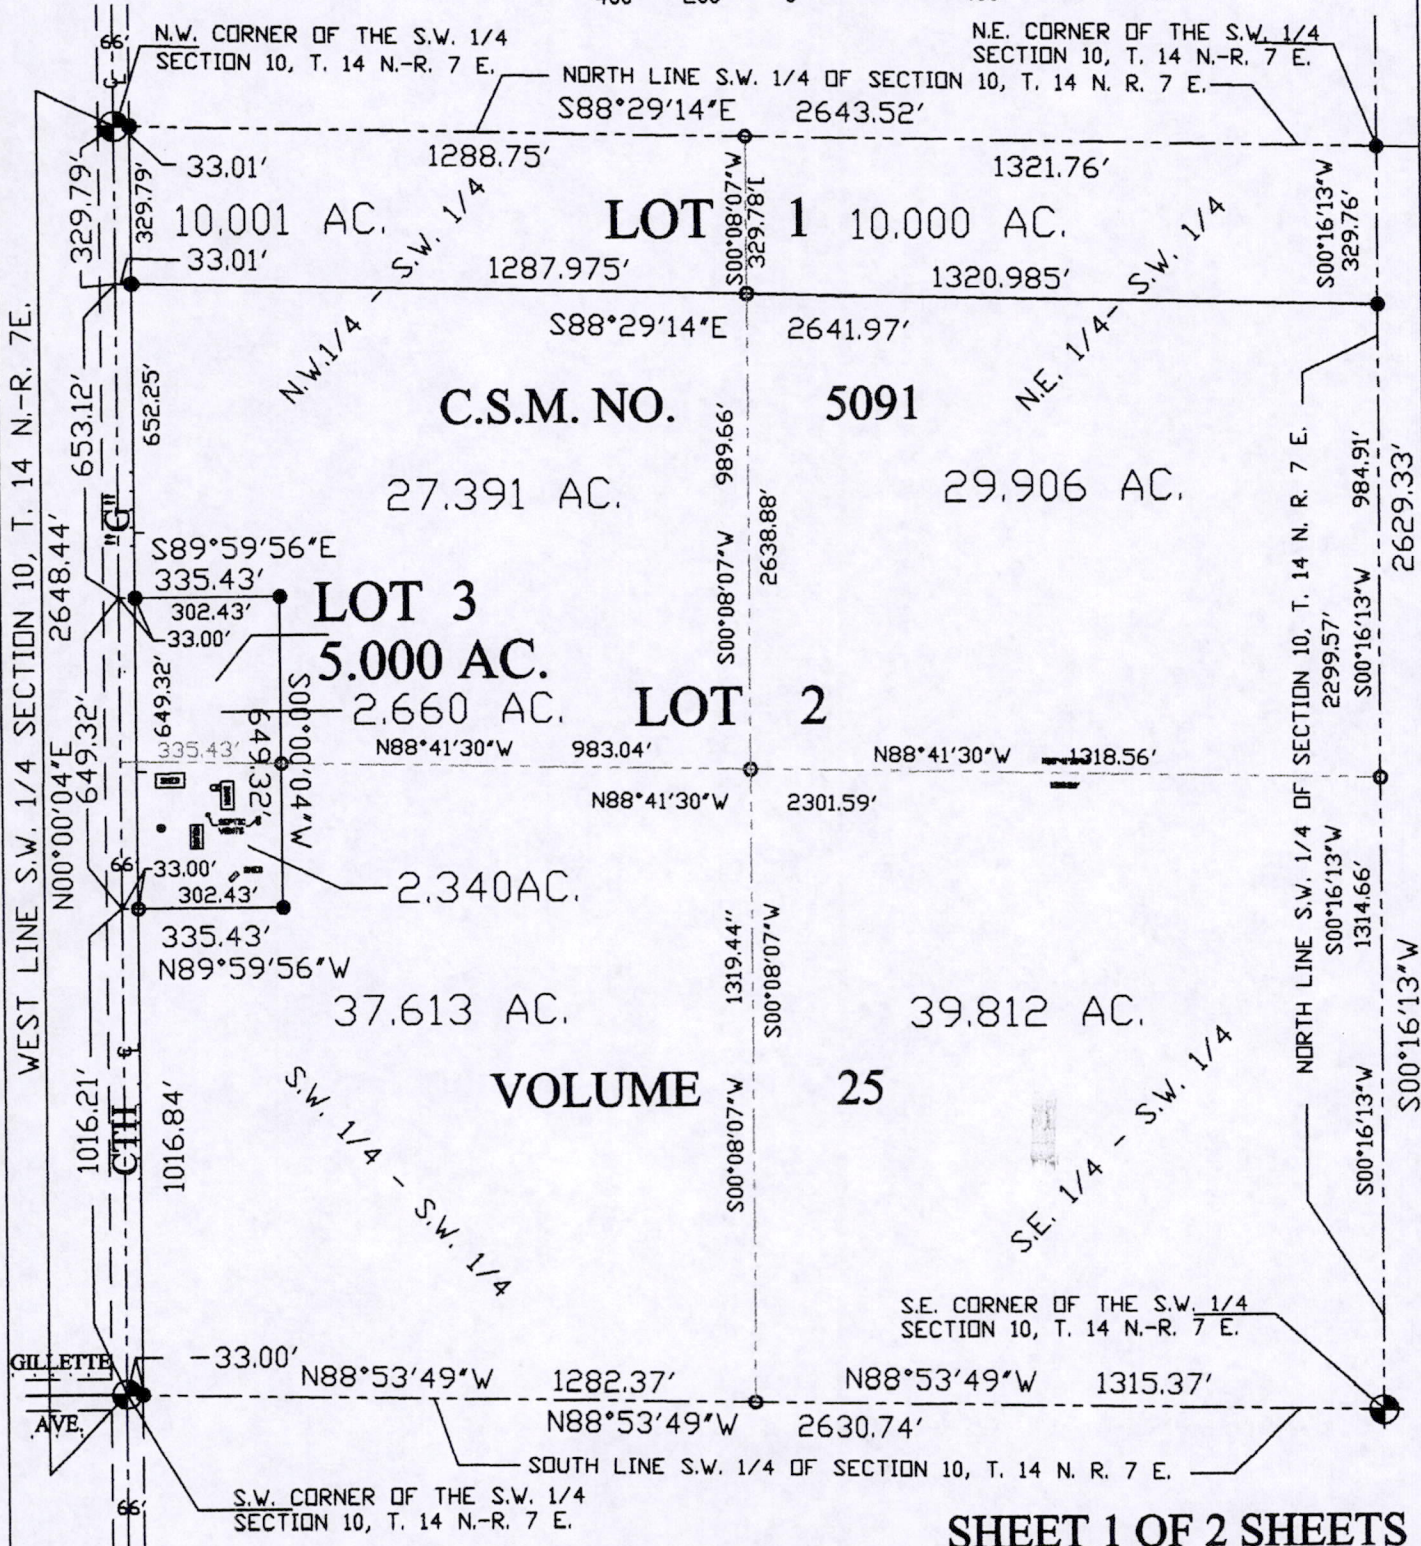 66'
N.W. CORNER OF THE S.W. 1/4
SECTION 10, T. 14 N.-R. 7 E.
N.E. CORNER OF THE S.W. 1/4
SECTION 10, T. 14 N.-R. 7 E.
NORTH LINE S.W. 1/4 OF SECTION 10, T. 14 N. R. 7 E.
S88°29'14"E 2643.52'
33.01'
1288.75'
1321.76'
329.79'
329.79'
10.001 AC.
LOT 1
10.000 AC.
S00°08'07"W
329.78'
S00°16'13"W
329.76'
33.01'
1287.975'
1320.985'
S88°29'14"E 2641.97'
N.W.1/4 - S.W. 1/4
N.E. 1/4- S.W. 1/4
WEST LINE S.W. 1/4 SECTION 10, T. 14 N.-R. 7E.
N00°00'04"E 2648.44'
653.12'
652.25'
C.S.M. NO. 5091
989.66'
S00°08'07"W
2638.88'
27.391 AC.
29.906 AC.
"G"
984.91'
S00°16'13"W
2629.33'
2299.57'
NORTH LINE S.W. 1/4 OF SECTION 10, T. 14 N. R. 7 E.
S89°59'56"E
335.43'
302.43'
33.00'
LOT 3
5.000 AC.
2.660 AC.
LOT 2
649.32'
649.32'
649.32'
S00°00'04"W
335.43'
N88°41'30"W 983.04'
N88°41'30"W 1318.56'
N88°41'30"W 2301.59'
SHED
SEPTIC
VENTS
SHED
66
33.00'
302.43'
2.340AC.
335.43'
N89°59'56"W
1319.44"
S00°08'07"W
S00°16'13"W
1314.66'
S00°16'13"W
37.613 AC.
39.812 AC.
1016.21'
CTH
1016.84'
VOLUME 25
S.W. 1/4 - S.W. 1/4
S00°08'07"W
S.E. 1/4 - S.W. 1/4
S00°16'13"W
S.E. CORNER OF THE S.W. 1/4
SECTION 10, T. 14 N.-R. 7 E.
GILLETTE
AVE.
33.00'
N88°53'49"W 1282.37'
N88°53'49"W 1315.37'
N88°53'49"W 2630.74'
SOUTH LINE S.W. 1/4 OF SECTION 10, T. 14 N. R. 7 E.
S.W. CORNER OF THE S.W. 1/4
SECTION 10, T. 14 N.-R. 7 E.
66'
SHEET 1 OF 2 SHEETS